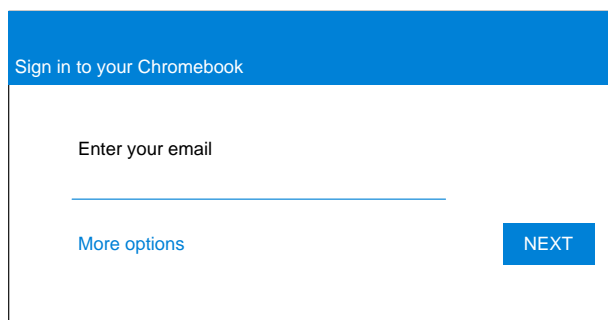 Sign in to your Chromebook
Enter your email
More options
NEXT